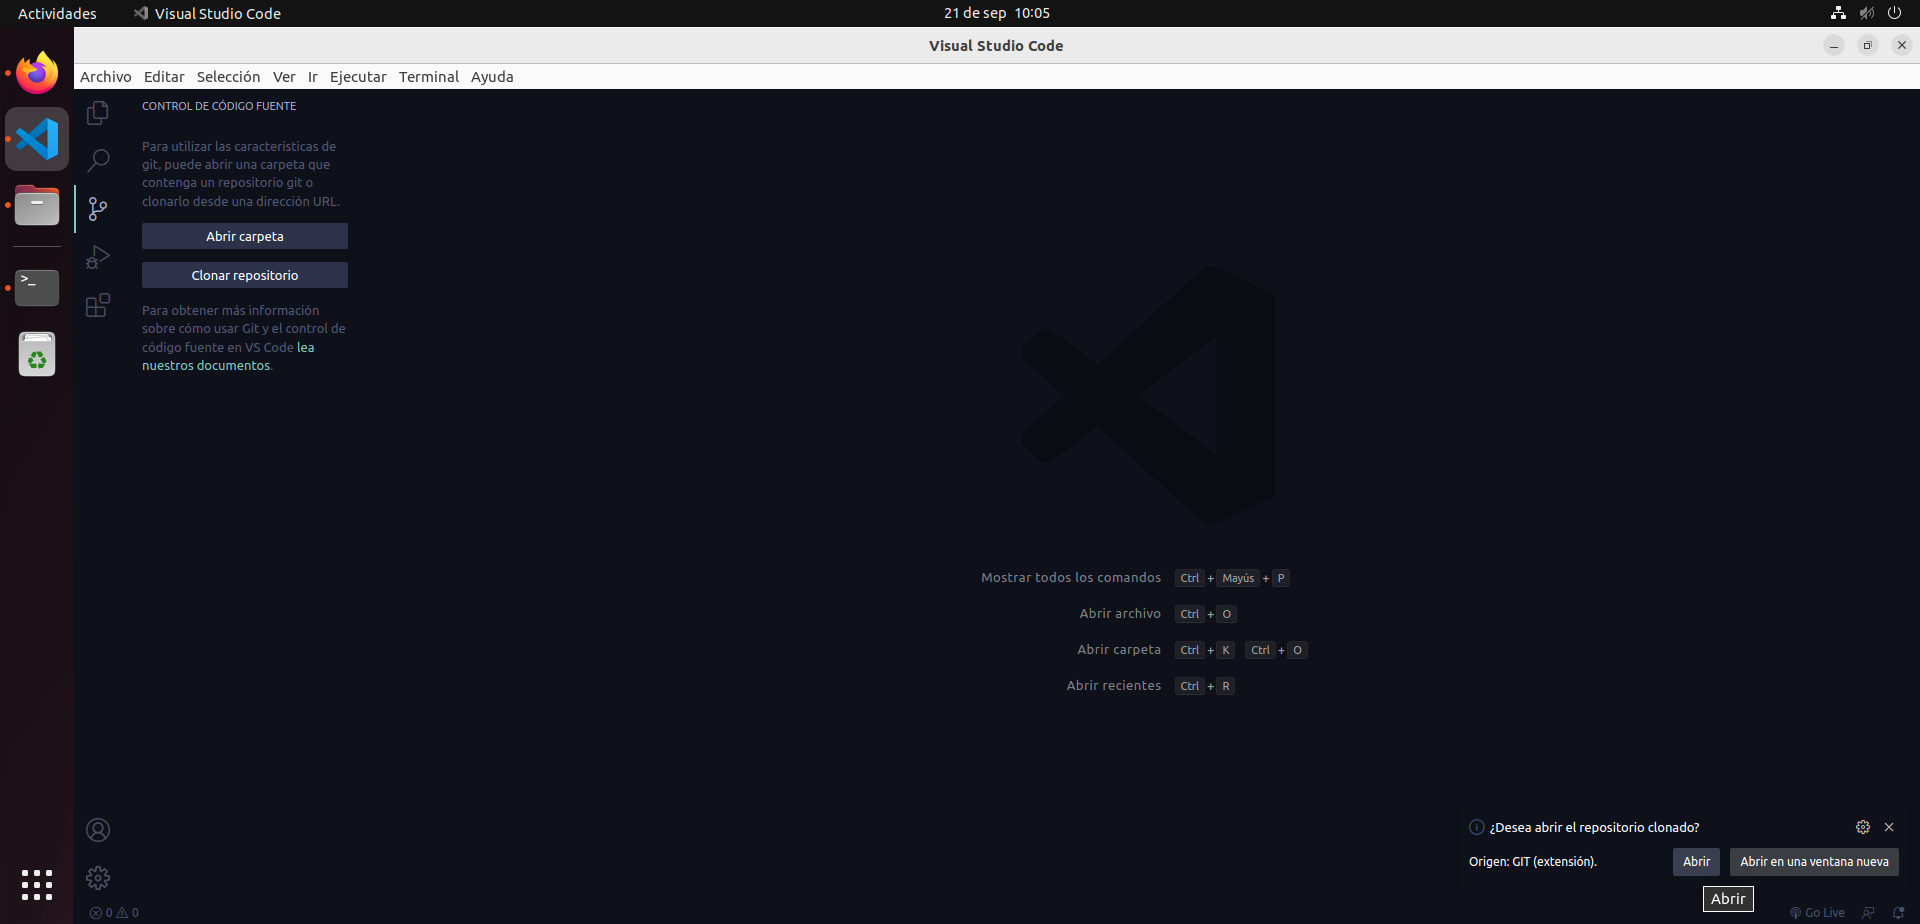 Actividades
Visual Studio Code
21 de sep 10:05
Visual Studio Code
Archivo Editar Selección Ver Ir Ejecutar Terminal Ayuda
CONTROL DE CÓDIGO FUENTE
Para utilizar las características de
git, puede abrir una carpeta que
contenga un repositorio git o
clonarlo desde una dirección URL.
Abrir carpeta
Clonar repositorio
Para obtener más información
sobre cómo usar Git y el control de
código fuente en VS Code lea
nuestros documentos.
>_
Mostrar todos los comandos Ctrl + Mayús + P
Abrir archivo Ctrl + O
Abrir carpeta Ctrl + K Ctrl + O
Abrir recientes Ctrl + R
¿Desea abrir el repositorio clonado?
Origen: GIT (extensión).
Abrir
Abrir en una ventana nueva
Abrir
0 0
Go Live